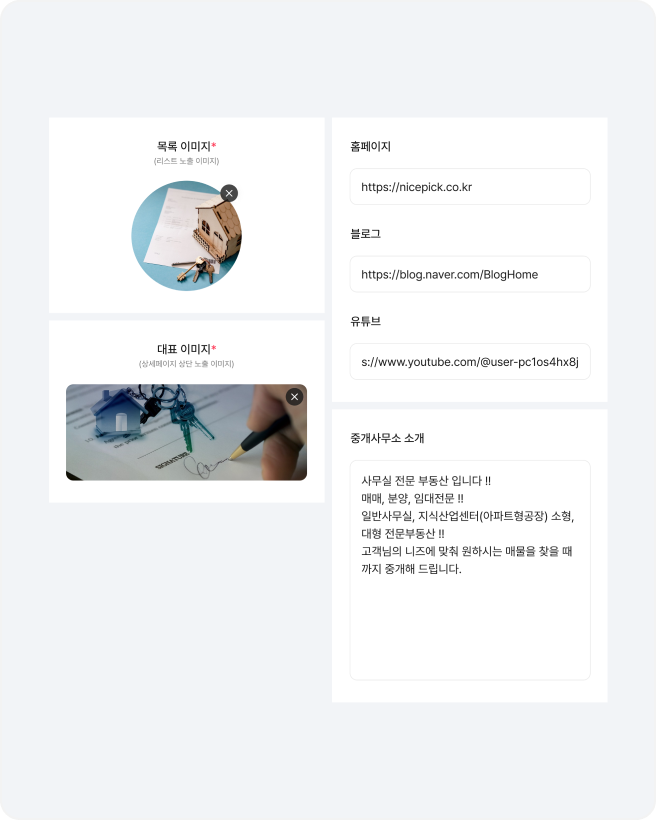 목록 이미지*
(리스트 노출 이미지)
대표 이미지*
(상세페이지 상단 노출 이미지)
SIGNATURE
홈페이지
https://nicepick.co.kr
블로그
https://blog.naver.com/BlogHome
유튜브
s://www.youtube.com/@user-pc1os4hx8j
중개사무소 소개
사무실 전문 부동산 입니다 !!
매매, 분양, 임대전문 !!
일반사무실, 지식산업센터(아파트형공장) 소형,
대형 전문부동산 !!
고객님의 니즈에 맞춰 원하시는 매물을 찾을 때
까지 중개해 드립니다.